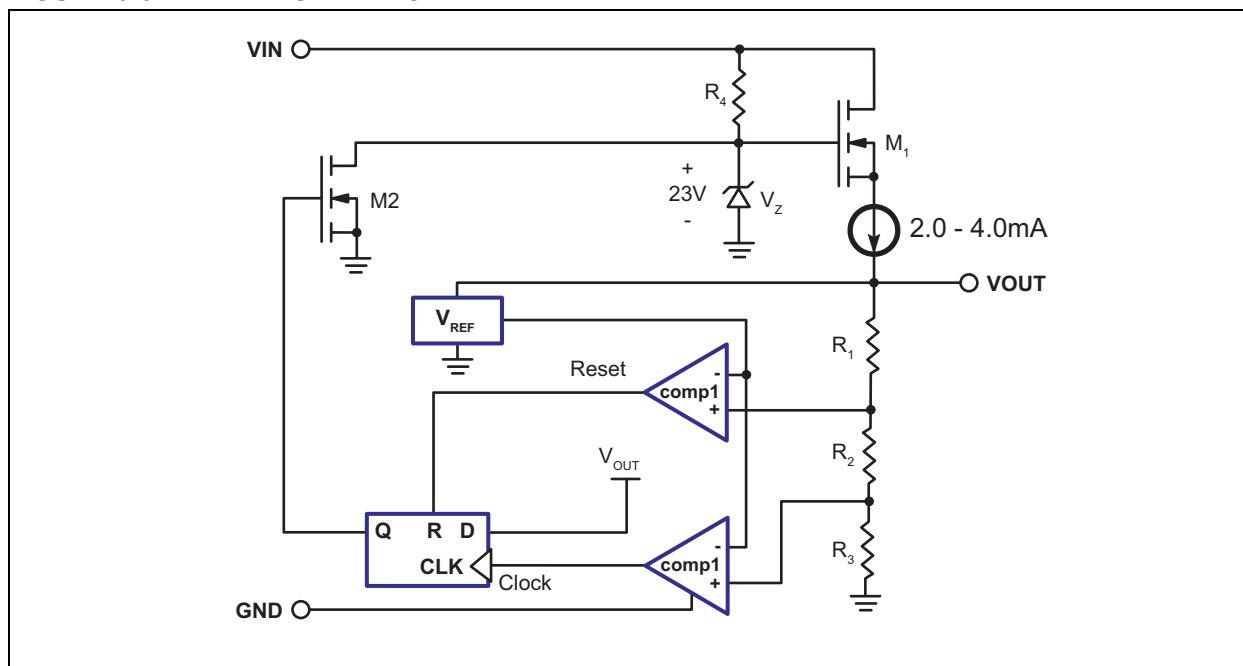 VIN
R4
M1
+
23V
-
VZ
M2
2.0 - 4.0mA
VOUT
VREF
R1
Reset
-
comp1
+
R2
VOUT
Q R D
CLK
Clock
-
comp1
+
R3
GND